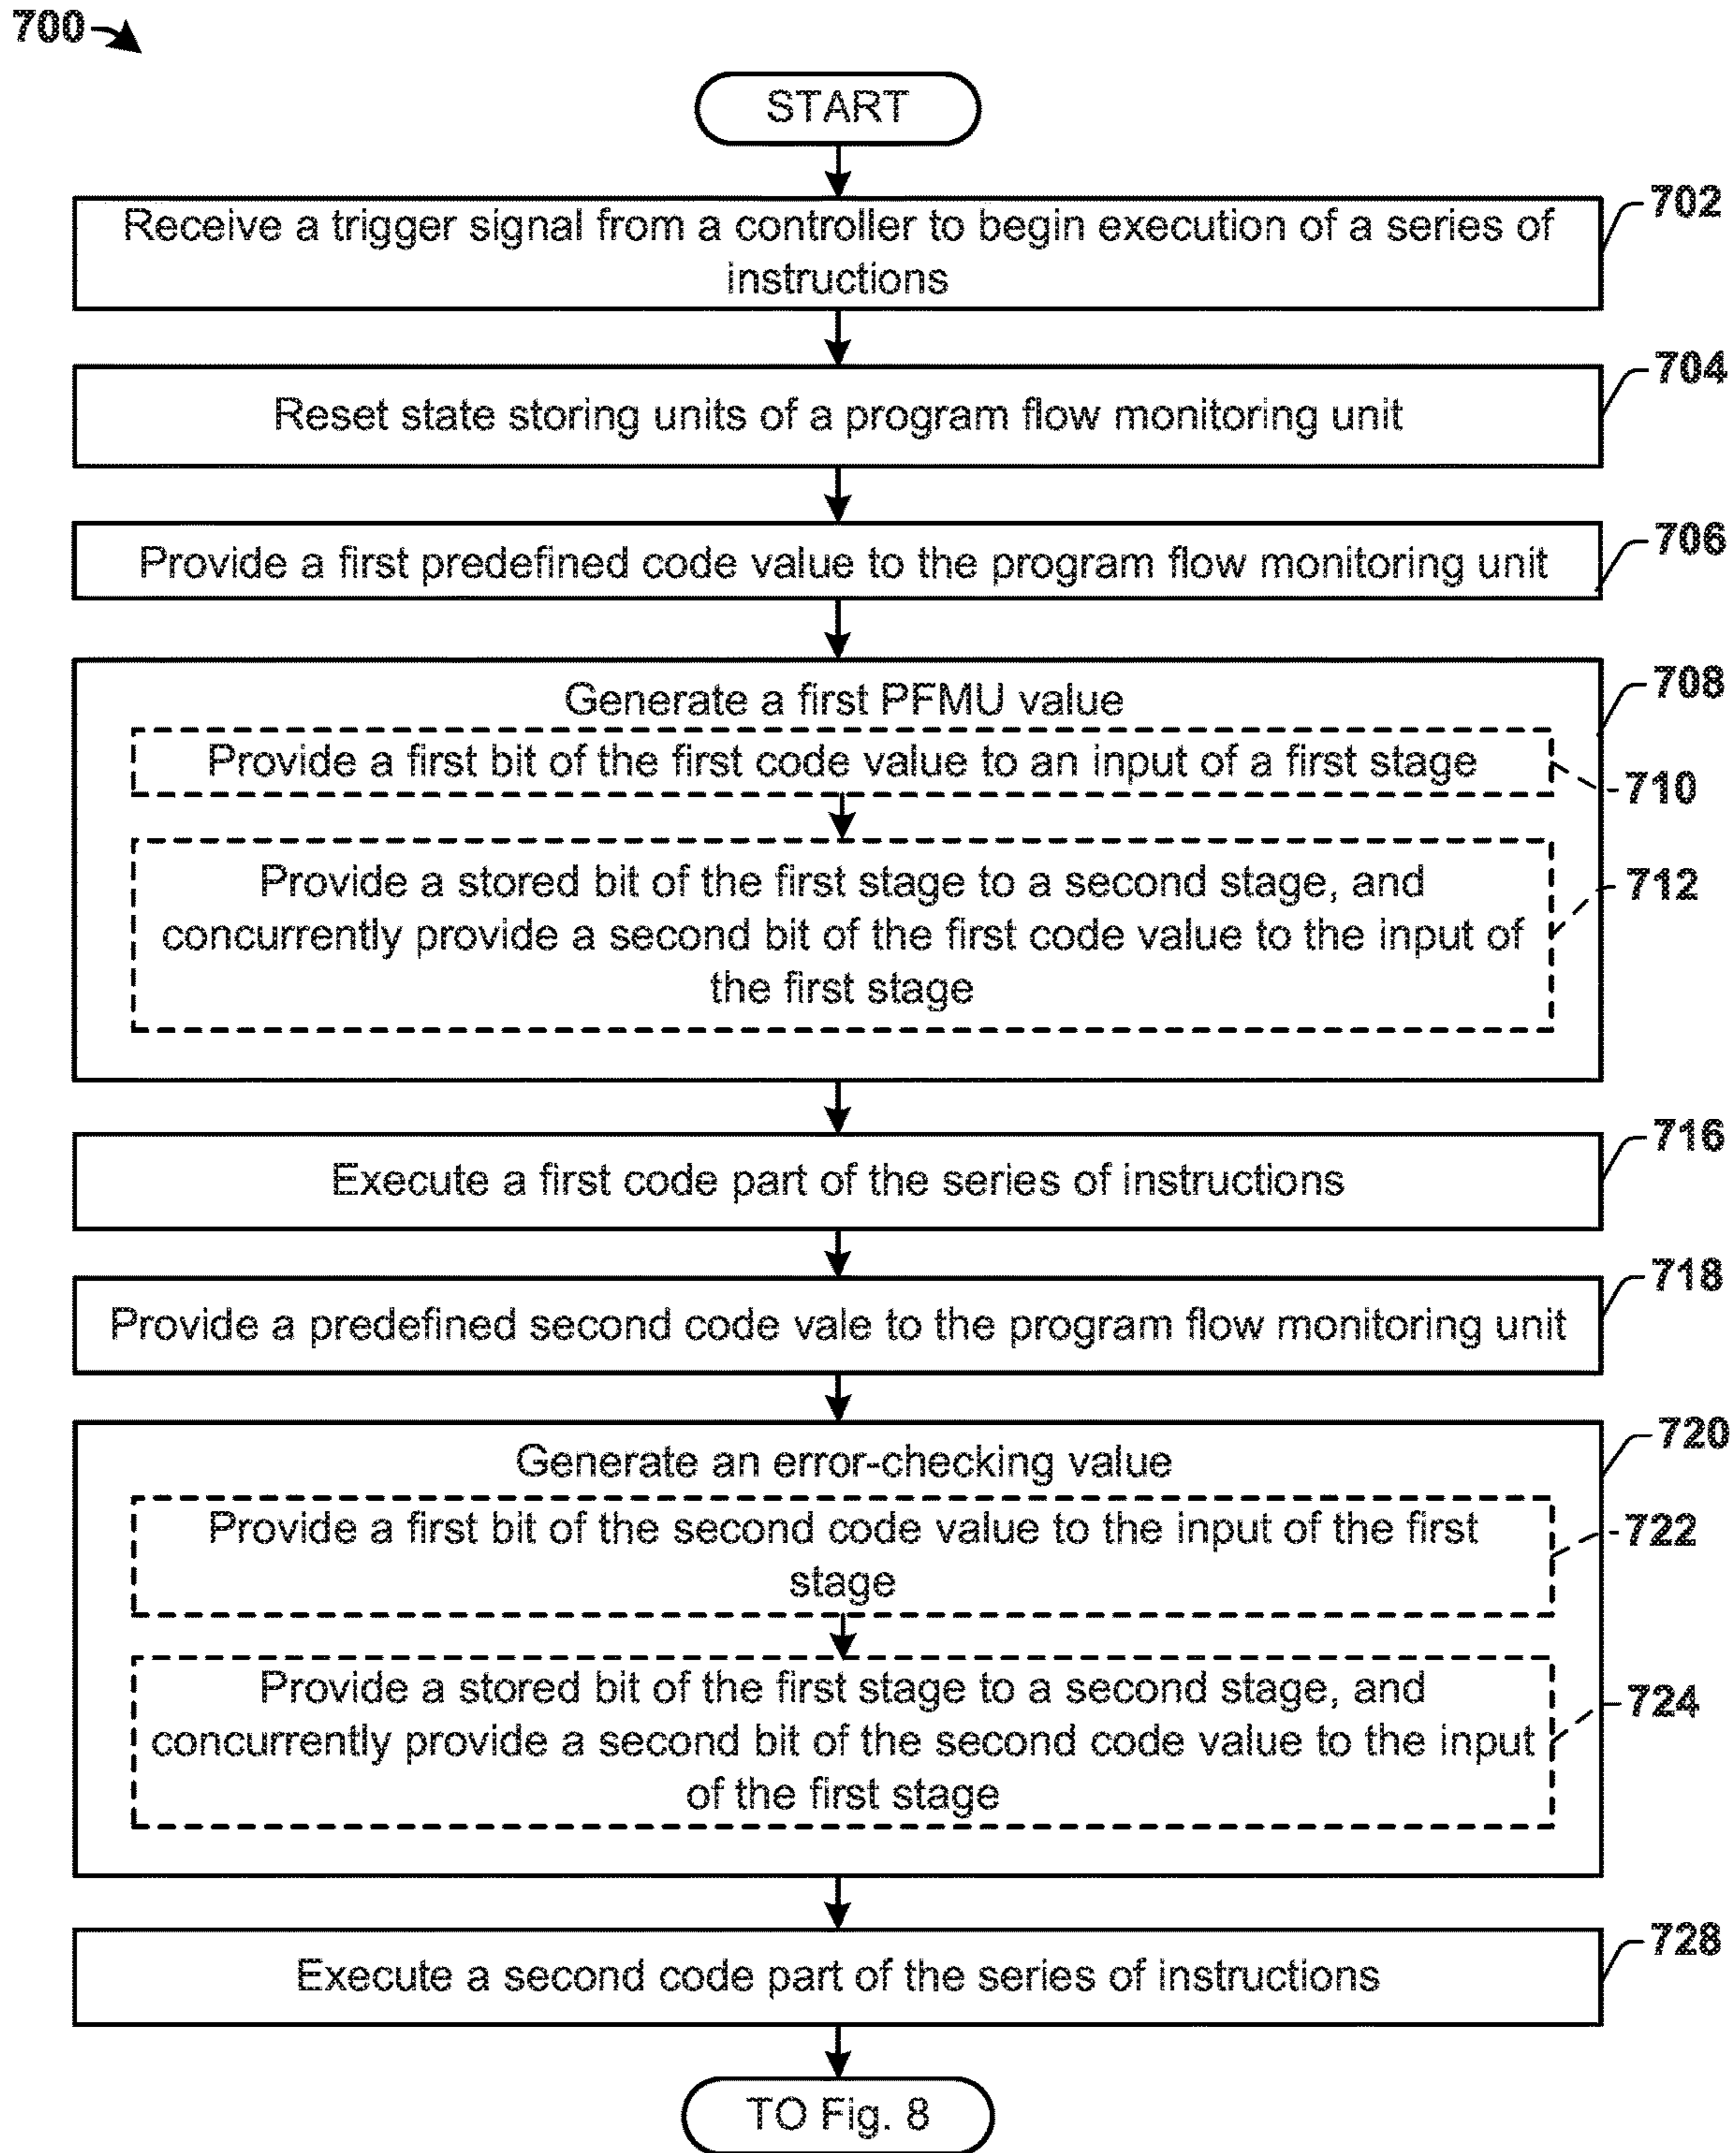 700
START
702
Receive a trigger signal from a controller to begin execution of a series of
instructions
704
Reset state storing units of a program flow monitoring unit
706
Provide a first predefined code value to the program flow monitoring unit
708
Generate a first PFMU value
Provide a first bit of the first code value to an input of a first stage
710
Provide a stored bit of the first stage to a second stage, and
712
concurrently provide a second bit of the first code value to the input of
the first stage
716
Execute a first code part of the series of instructions
718
Provide a predefined second code vale to the program flow monitoring unit
720
Generate an error-checking value
Provide a first bit of the second code value to the input of the first
722
stage
Provide a stored bit of the first stage to a second stage, and
724
concurrently provide a second bit of the second code value to the input
of the first stage
728
Execute a second code part of the series of instructions
TO Fig. 8